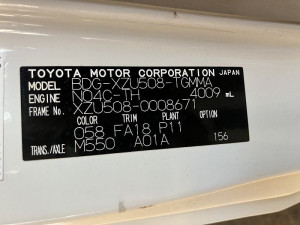 TOYOTA MOTOR CORPORATION JAPAN
MODEL BDG-XZU508-TGMMA
ENGINE N04C-TH 4009 mL
FRAME No. XZU508-0008671
COLOR TRIM PLANT
058 FA18 P11
TRANS./AXLE M550 A01A 156